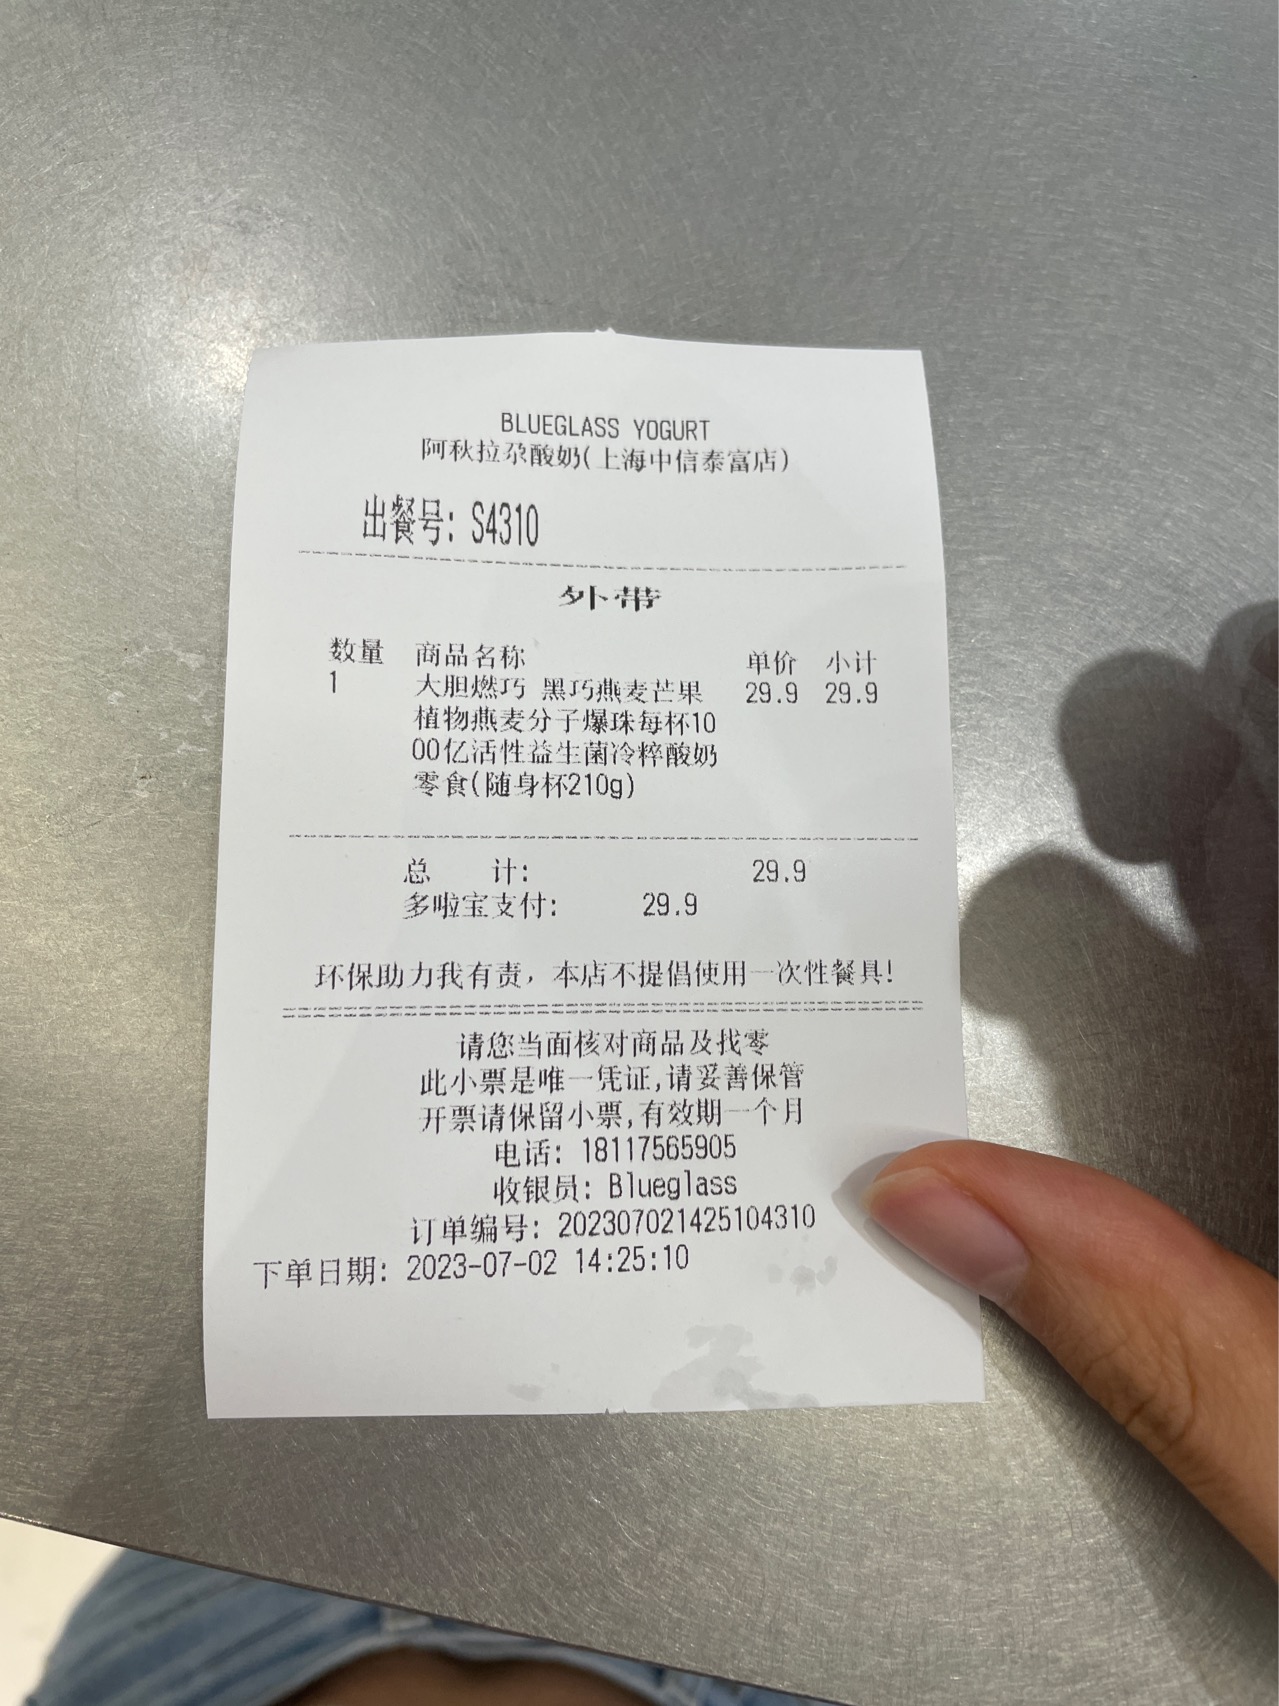 BLUEGLASS YOGURT
阿秋拉尕酸奶(上海中信泰富店)
出餐号: S4310
外带
数量 商品名称 单价 小计
1 大胆燃巧 黑巧燕麦芒果 29.9 29.9
植物燕麦分子爆珠每杯10
00亿活性益生菌冷粹酸奶
零食(随身杯210g)
总 计: 29.9
多啦宝支付: 29.9
环保助力我有责，本店不提倡使用一次性餐具!
请您当面核对商品及找零
此小票是唯一凭证,请妥善保管
开票请保留小票,有效期一个月
电话: 18117565905
收银员: Blueglass
订单编号: 202307021425104310
下单日期: 2023-07-02 14:25:10